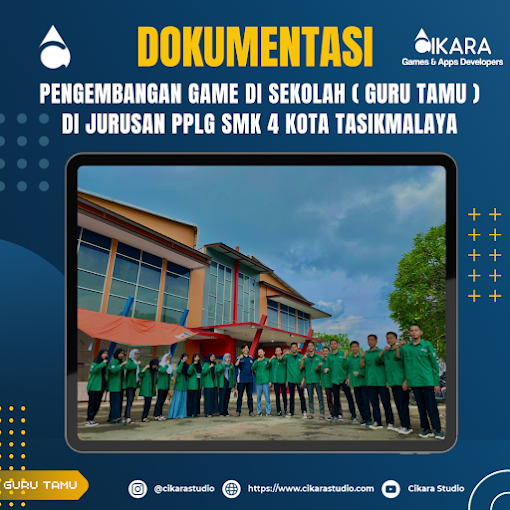 DOKUMENTASI
CIKARA
Games & Apps Developers
PENGEMBANGAN GAME DI SEKOLAH ( GURU TAMU )
DI JURUSAN PPLG SMK 4 KOTA TASIKMALAYA
GURU TAMU
@cikarastudio
https://www.cikarastudio.com
Cikara Studio